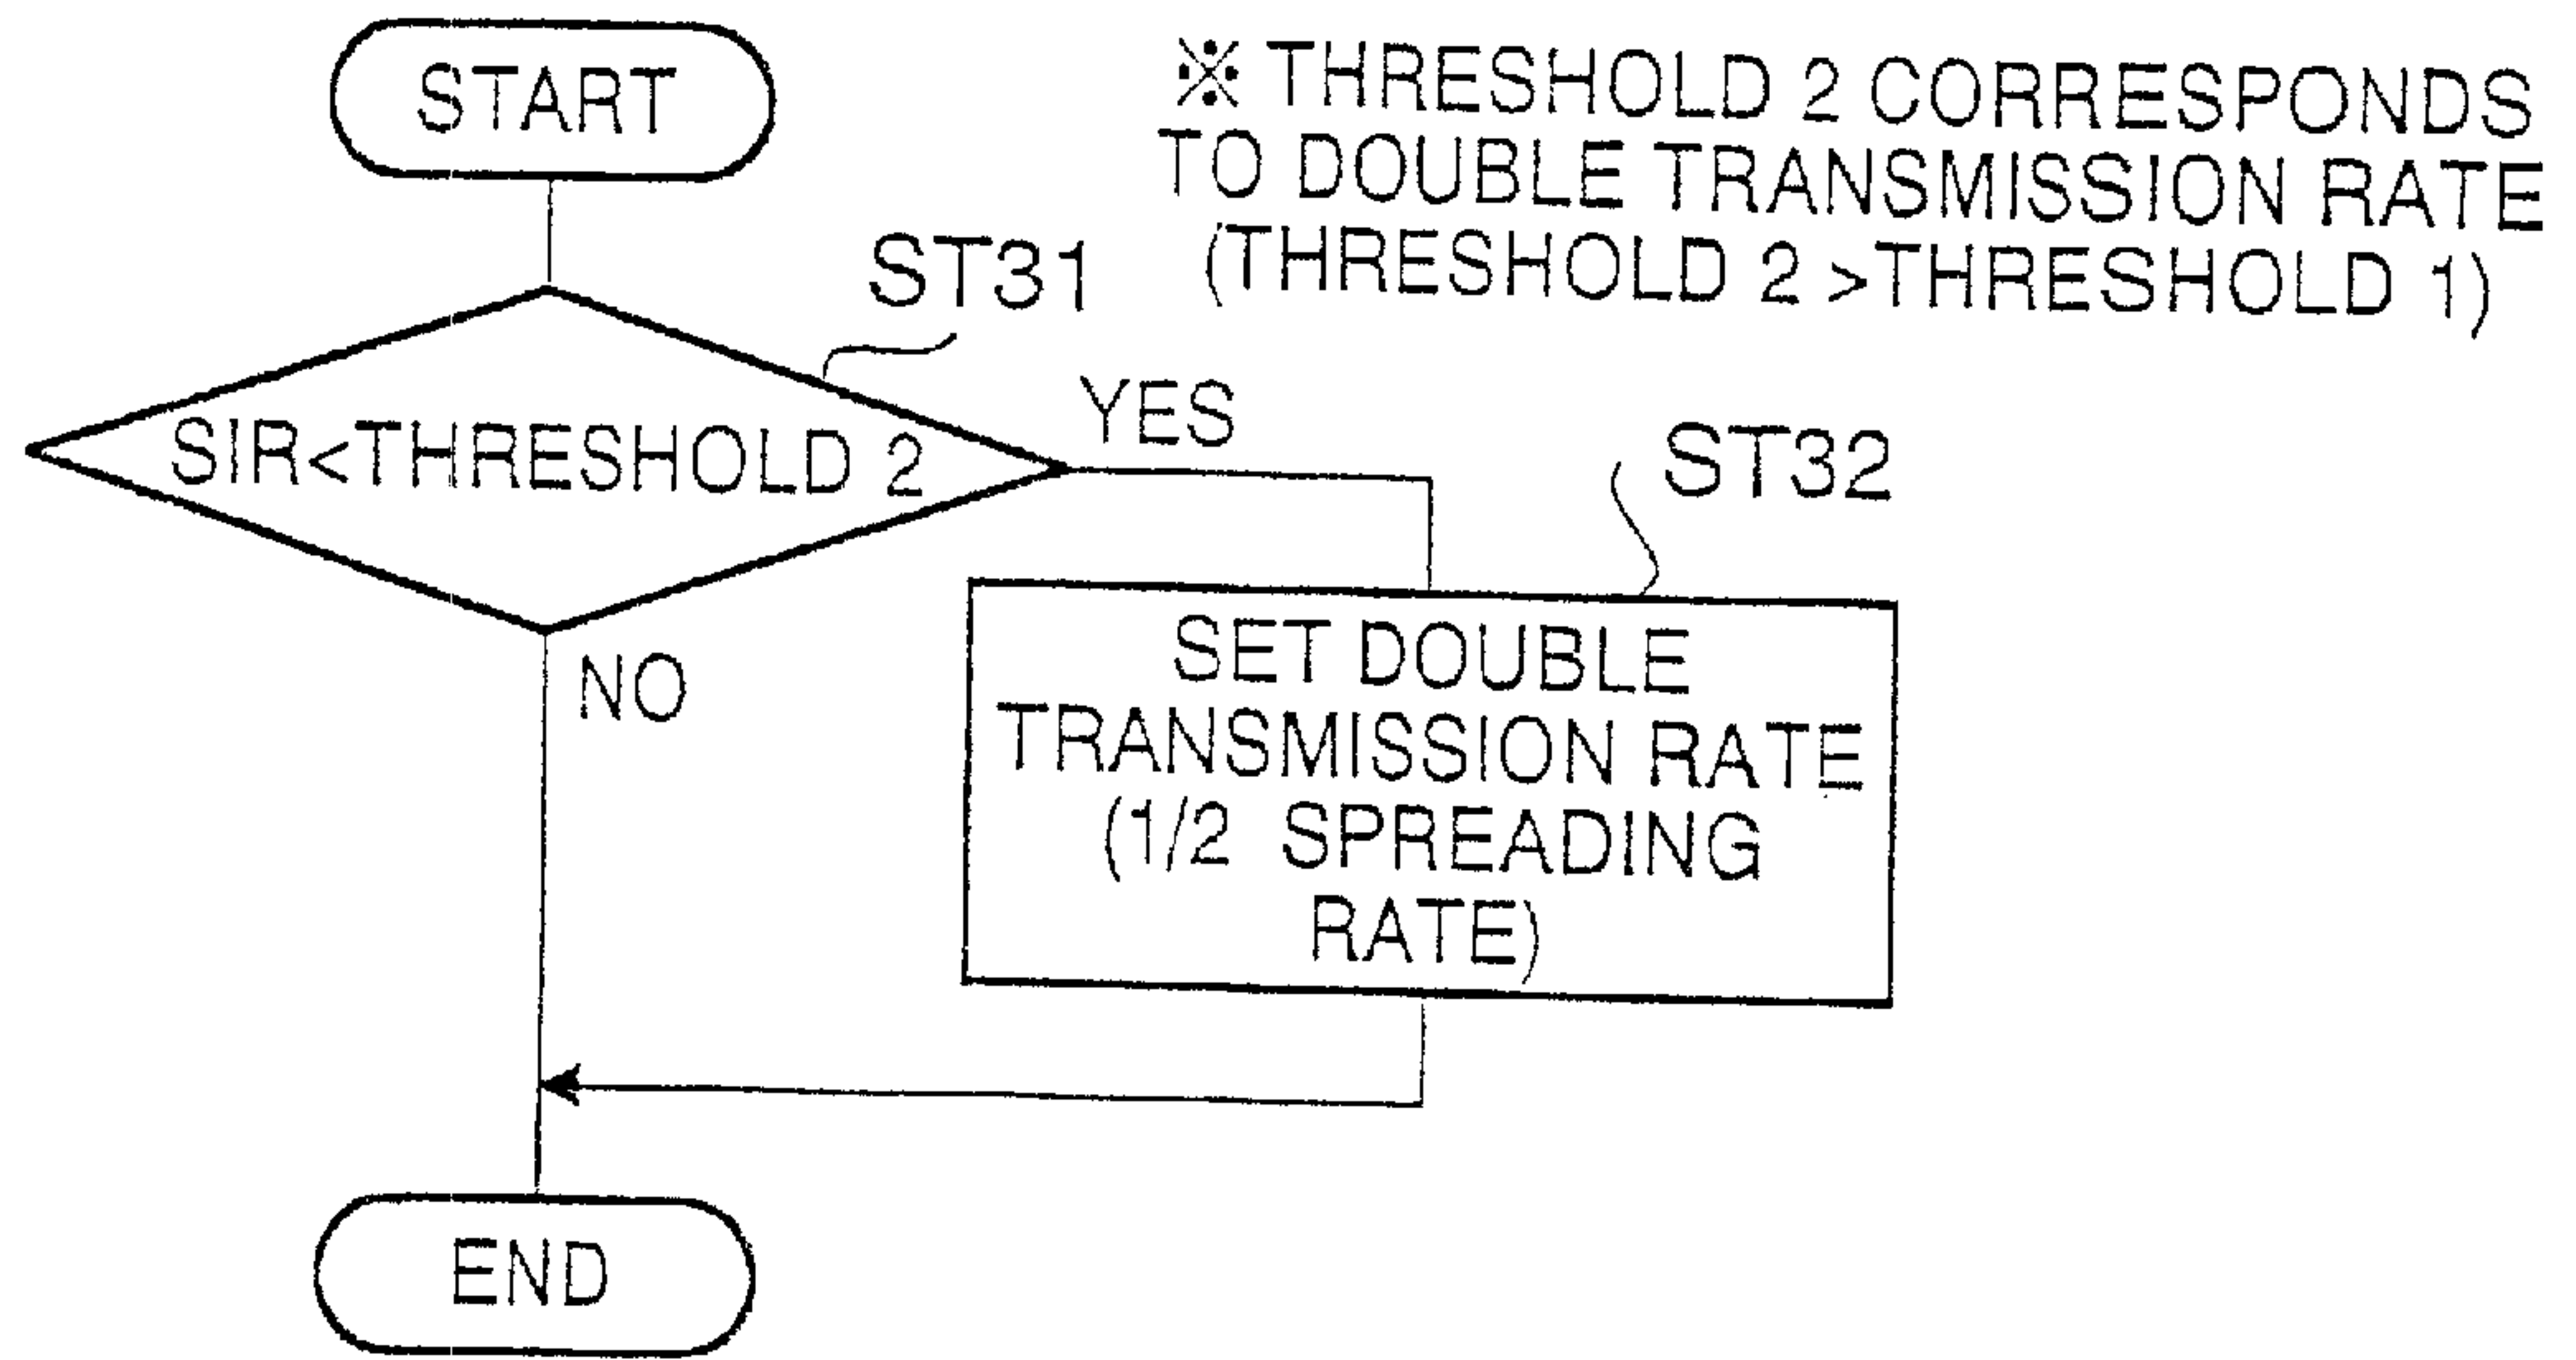 START
※ THRESHOLD 2 CORRESPONDS
TO DOUBLE TRANSMISSION RATE
(THRESHOLD 2 >THRESHOLD 1)
ST31
SIR<THRESHOLD 2
YES
NO
ST32
SET DOUBLE
TRANSMISSION RATE
(1/2 SPREADING
RATE)
END